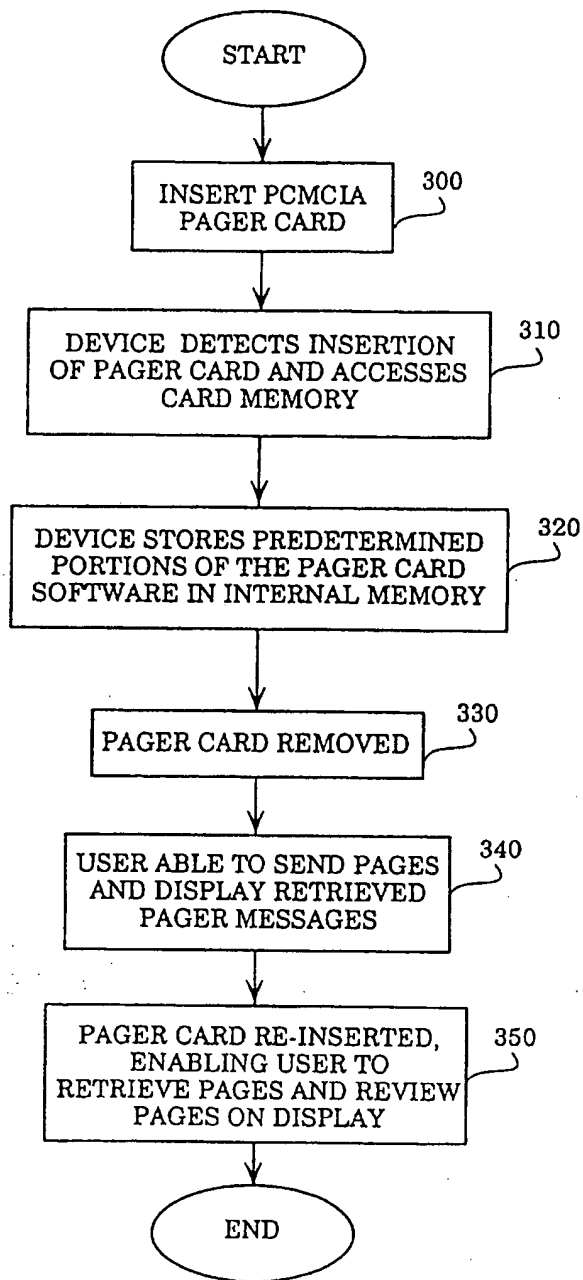 START
INSERT PCMCIA
PAGER CARD
300
DEVICE DETECTS INSERTION
OF PAGER CARD AND ACCESSES
CARD MEMORY
310
DEVICE STORES PREDETERMINED
PORTIONS OF THE PAGER CARD
SOFTWARE IN INTERNAL MEMORY
320
PAGER CARD REMOVED
330
USER ABLE TO SEND PAGES
AND DISPLAY RETRIEVED
PAGER MESSAGES
340
PAGER CARD RE-INSERTED,
ENABLING USER TO
RETRIEVE PAGES AND REVIEW
PAGES ON DISPLAY
350
END